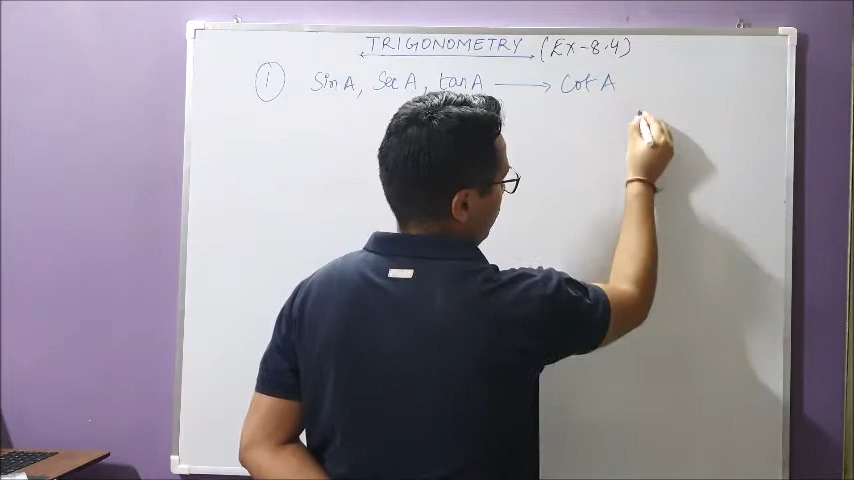 TRIGONOMETRY (Ex-8.4)
① Sin A, Sec A, tan A → Cot A